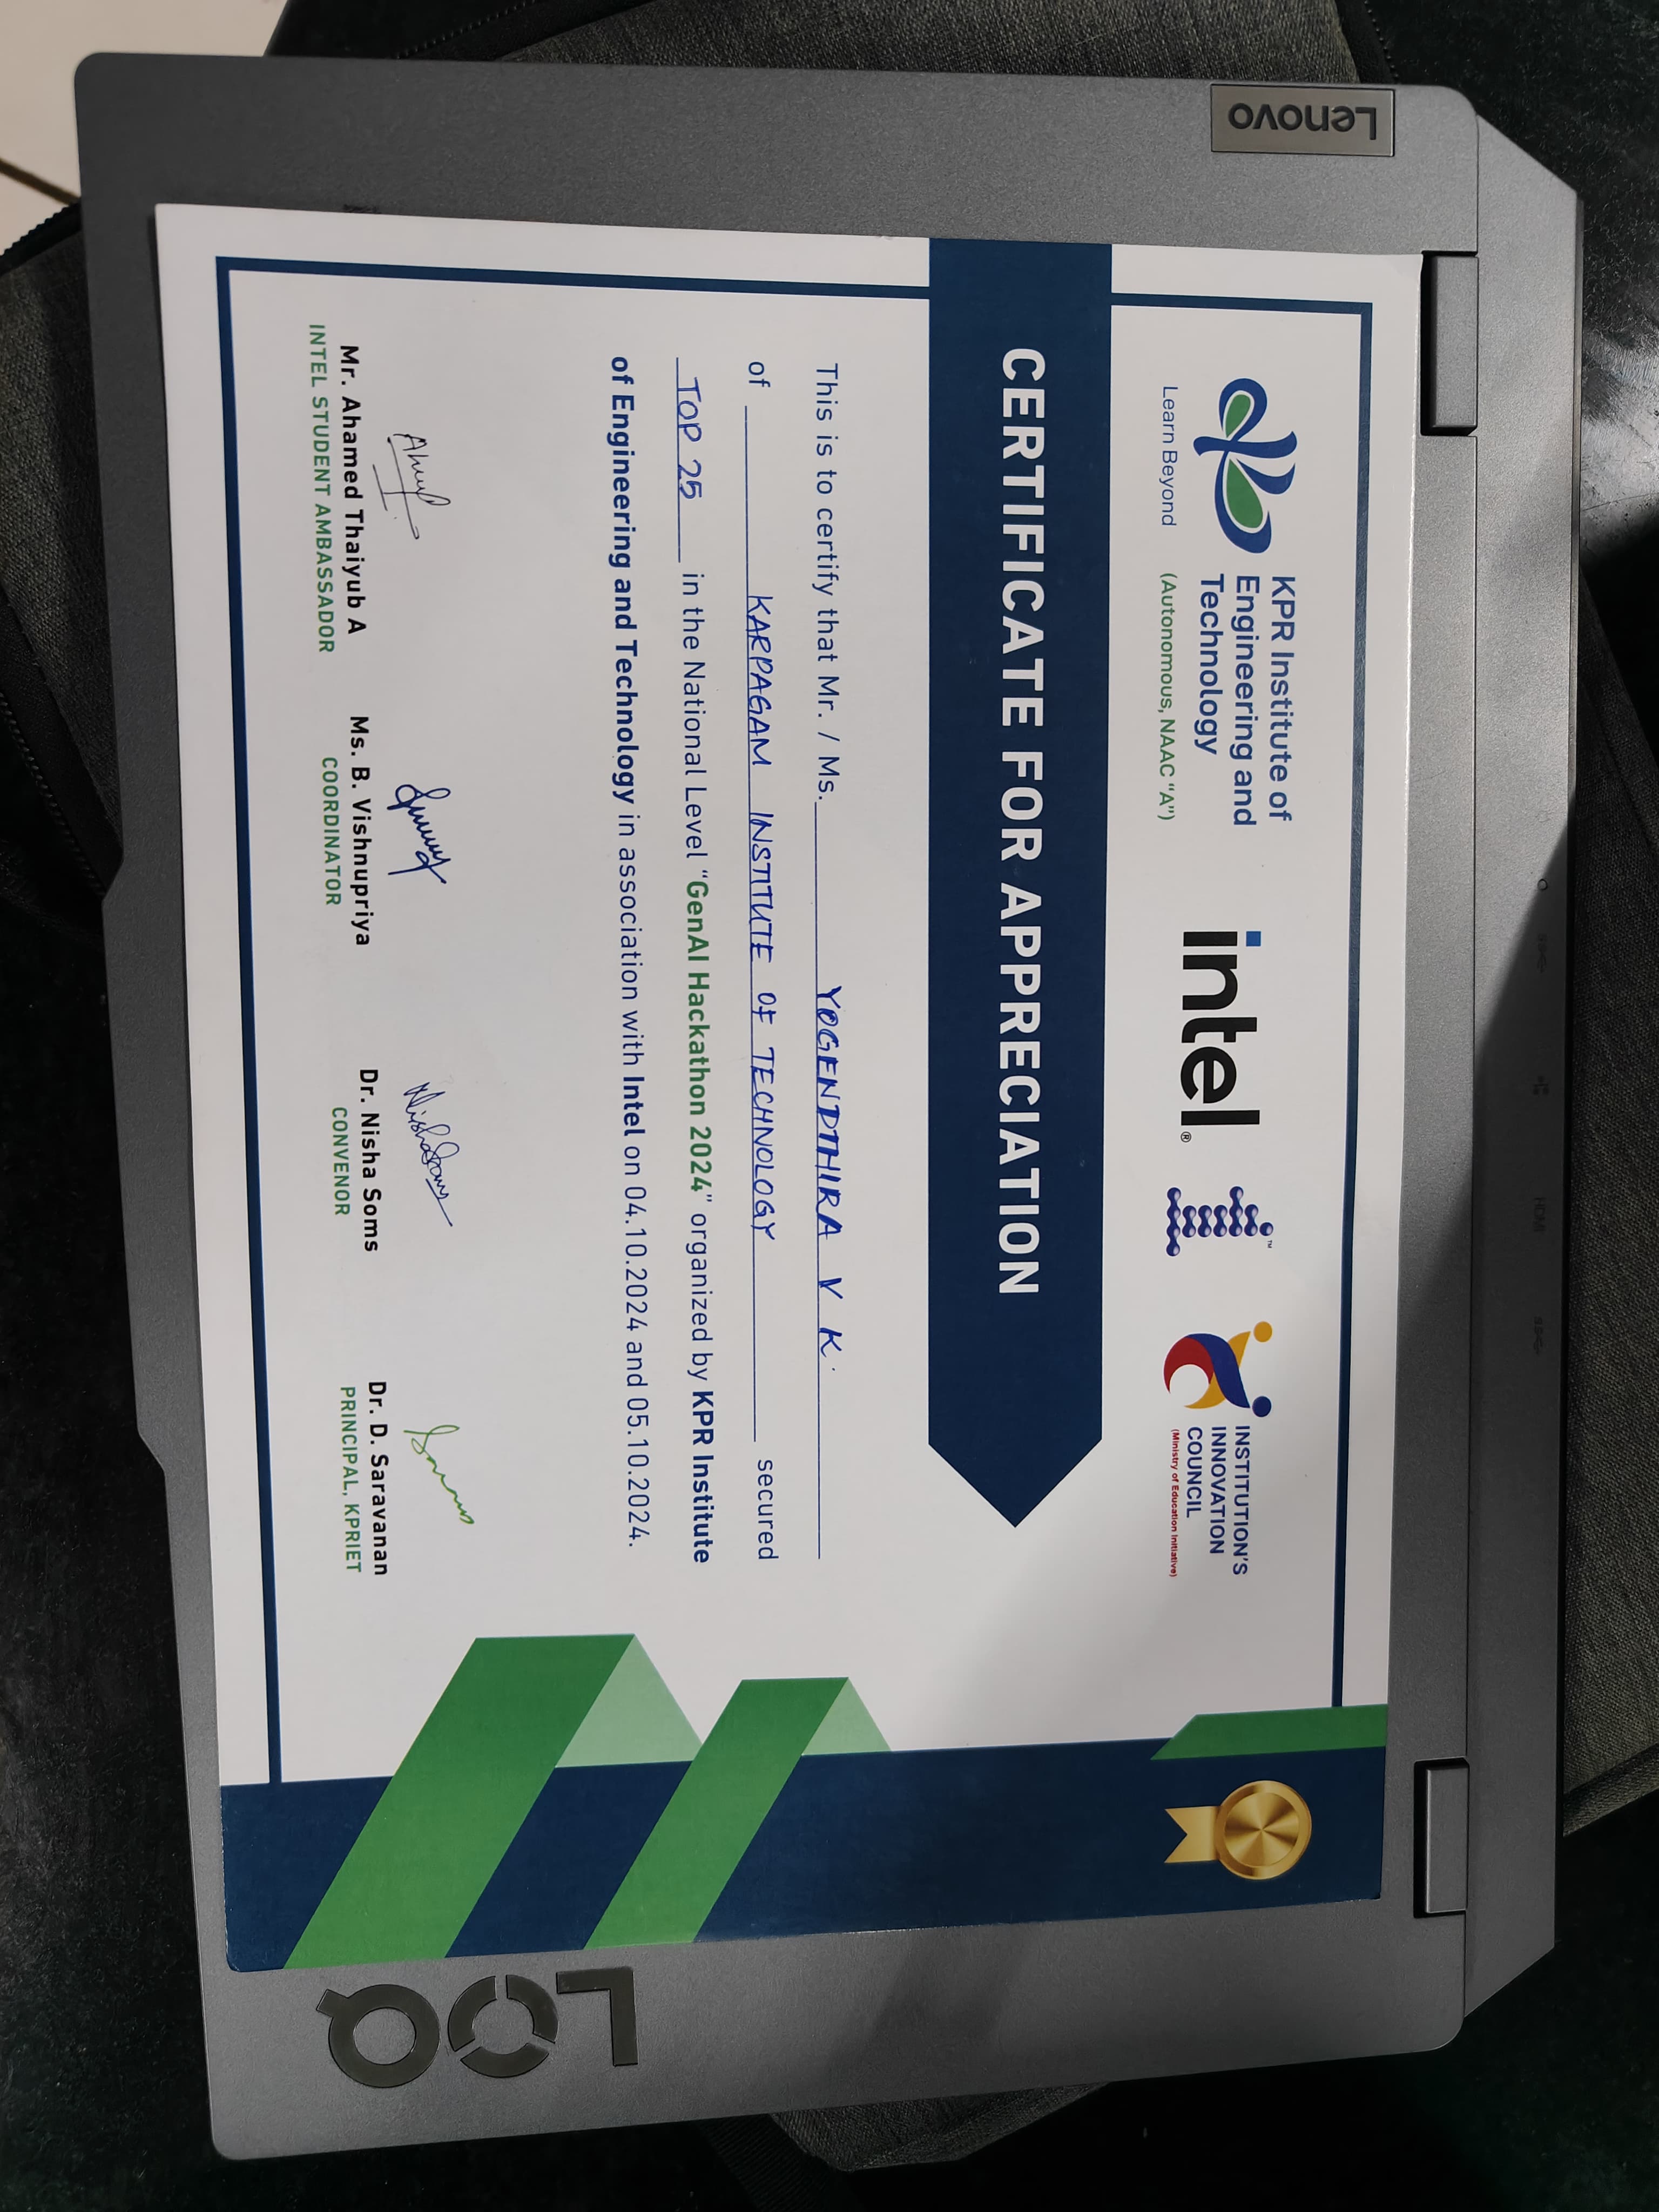 Lenovo
KPR Institute of
Engineering and
Technology
Learn Beyond
(Autonomous, NAAC "A")
intel®
INSTITUTION'S
INNOVATION
COUNCIL
(Ministry of Education Initiative)
CERTIFICATE FOR APPRECIATION
This is to certify that Mr. / Ms. YOGENDTHIRA V K.
of KARPAGAM INSTITUTE OF TECHNOLOGY secured
TOP 25 in the National Level "GenAI Hackathon 2024" organized by KPR Institute
of Engineering and Technology in association with Intel on 04.10.2024 and 05.10.2024.
Mr. Ahamed Thaiyub A
INTEL STUDENT AMBASSADOR
Ms. B. Vishnupriya
COORDINATOR
Dr. Nisha Soms
CONVENOR
Dr. D. Saravanan
PRINCIPAL, KPRIET
LOQ
HDMI